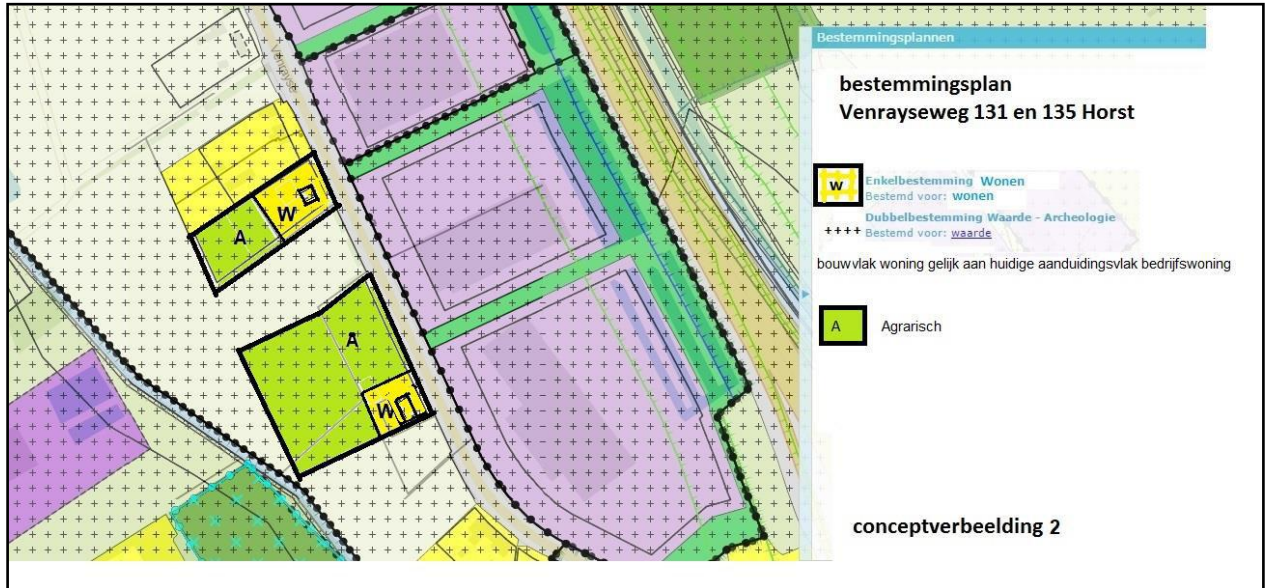 Venrayse
A
W
A
W
Bestemmingsplannen
bestemmingsplan
Venrayseweg 131 en 135 Horst
W
Enkelbestemming Wonen
Bestemd voor: wonen
Dubbelbestemming Waarde - Archeologie
++++ Bestemd voor: waarde
bouwvlak woning gelijk aan huidige aanduidingsvlak bedrijfswoning
A
Agrarisch
conceptverbeelding 2